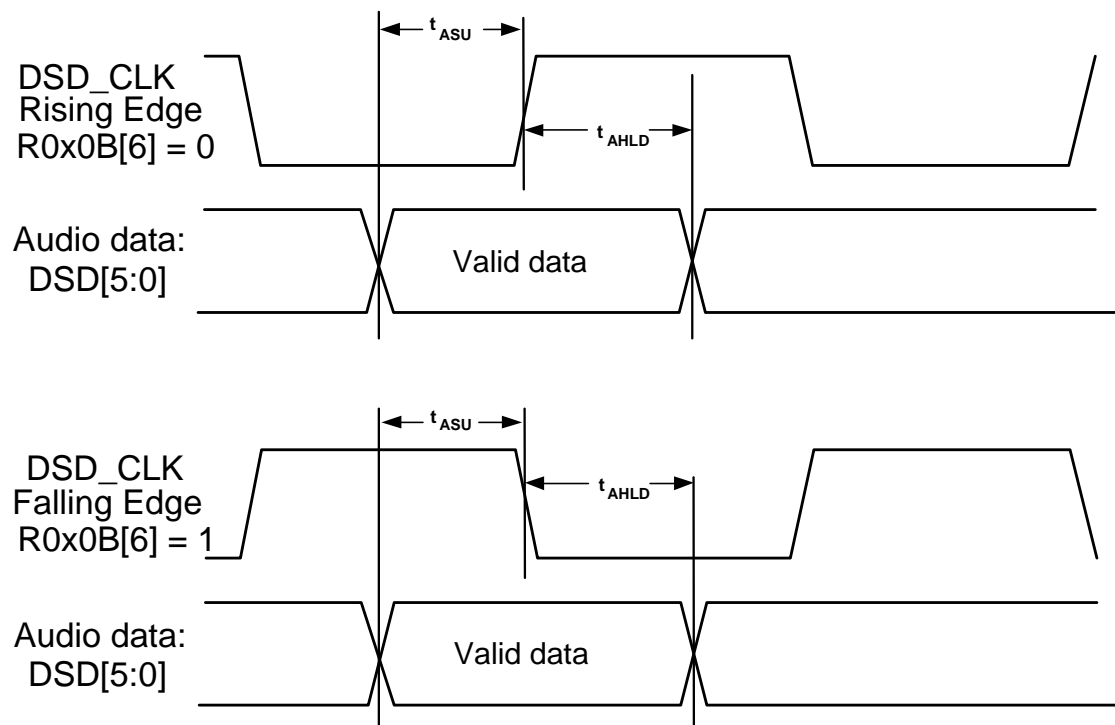 t ASU
DSD_CLK
Rising Edge
R0x0B[6] = 0
t AHLD
Audio data:
DSD[5:0]
Valid data
t ASU
DSD_CLK
Falling Edge
R0x0B[6] = 1
t AHLD
Audio data:
DSD[5:0]
Valid data